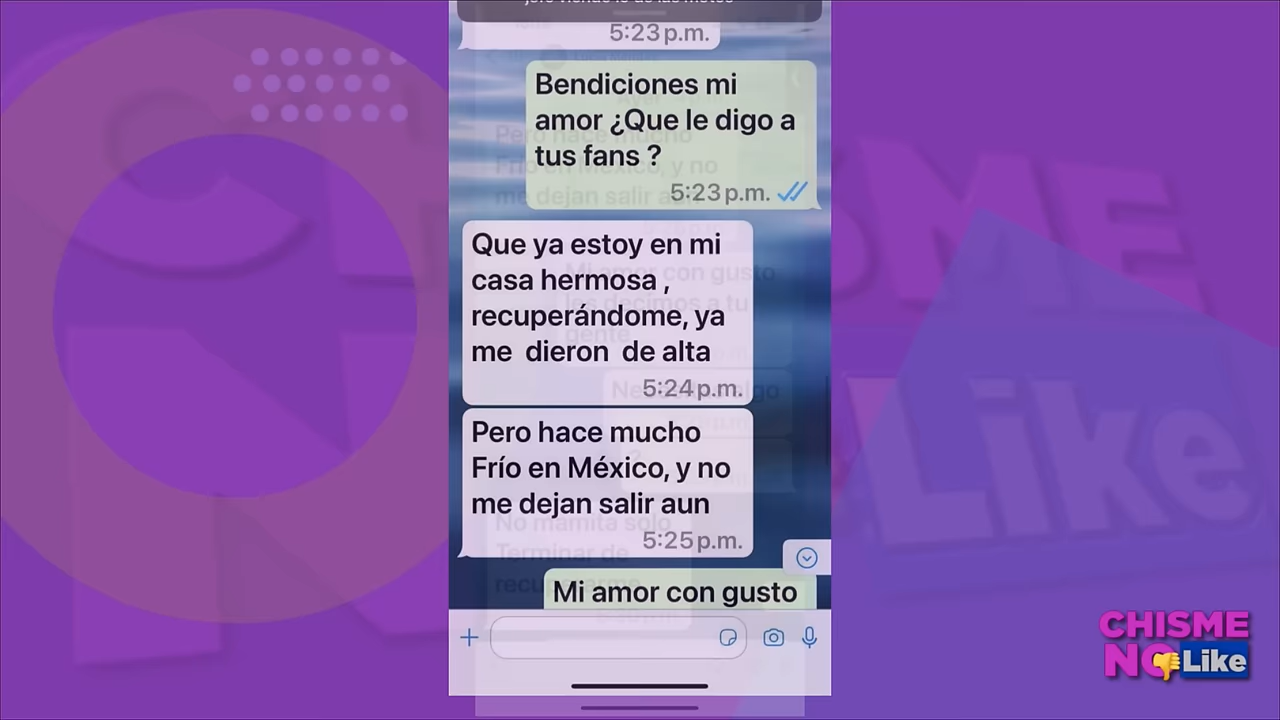 5:23 p.m.
Bendiciones mi
amor ¿Que le digo a
tus fans ?
5:23 p.m.
Que ya estoy en mi
casa hermosa ,
recuperándome, ya
me dieron de alta
5:24 p.m.
Pero hace mucho
Frío en México, y no
me dejan salir aun
5:25 p.m.
Mi amor con gusto
CHISME
NO Like